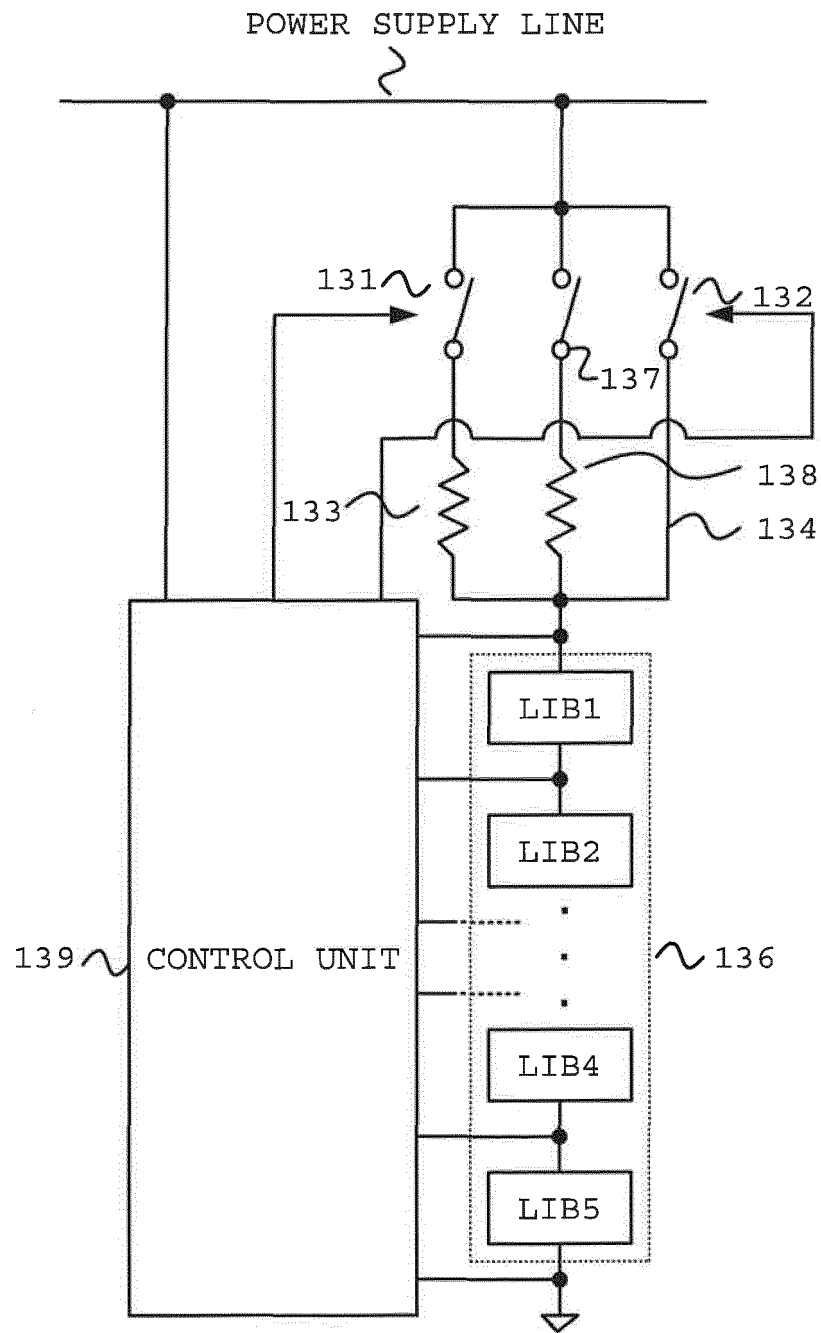 POWER SUPPLY LINE
131
132
137
138
133
134
LIB1
LIB2
139
CONTROL UNIT
136
LIB4
LIB5